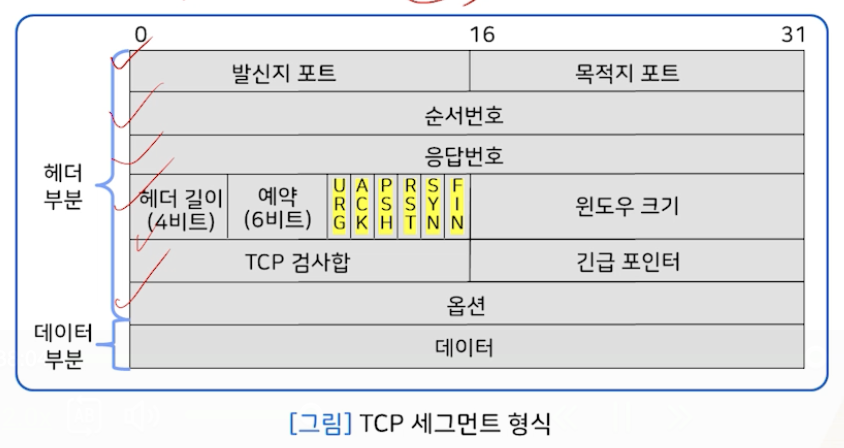 0 16 31
발신지 포트 목적지 포트
순서번호
응답번호
헤더 부분
헤더 길이 (4비트) 예약 (6비트) URG ACK PSH RST SYN FIN 윈도우 크기
TCP 검사합 긴급 포인터
옵션
데이터 부분
데이터
[그림] TCP 세그먼트 형식